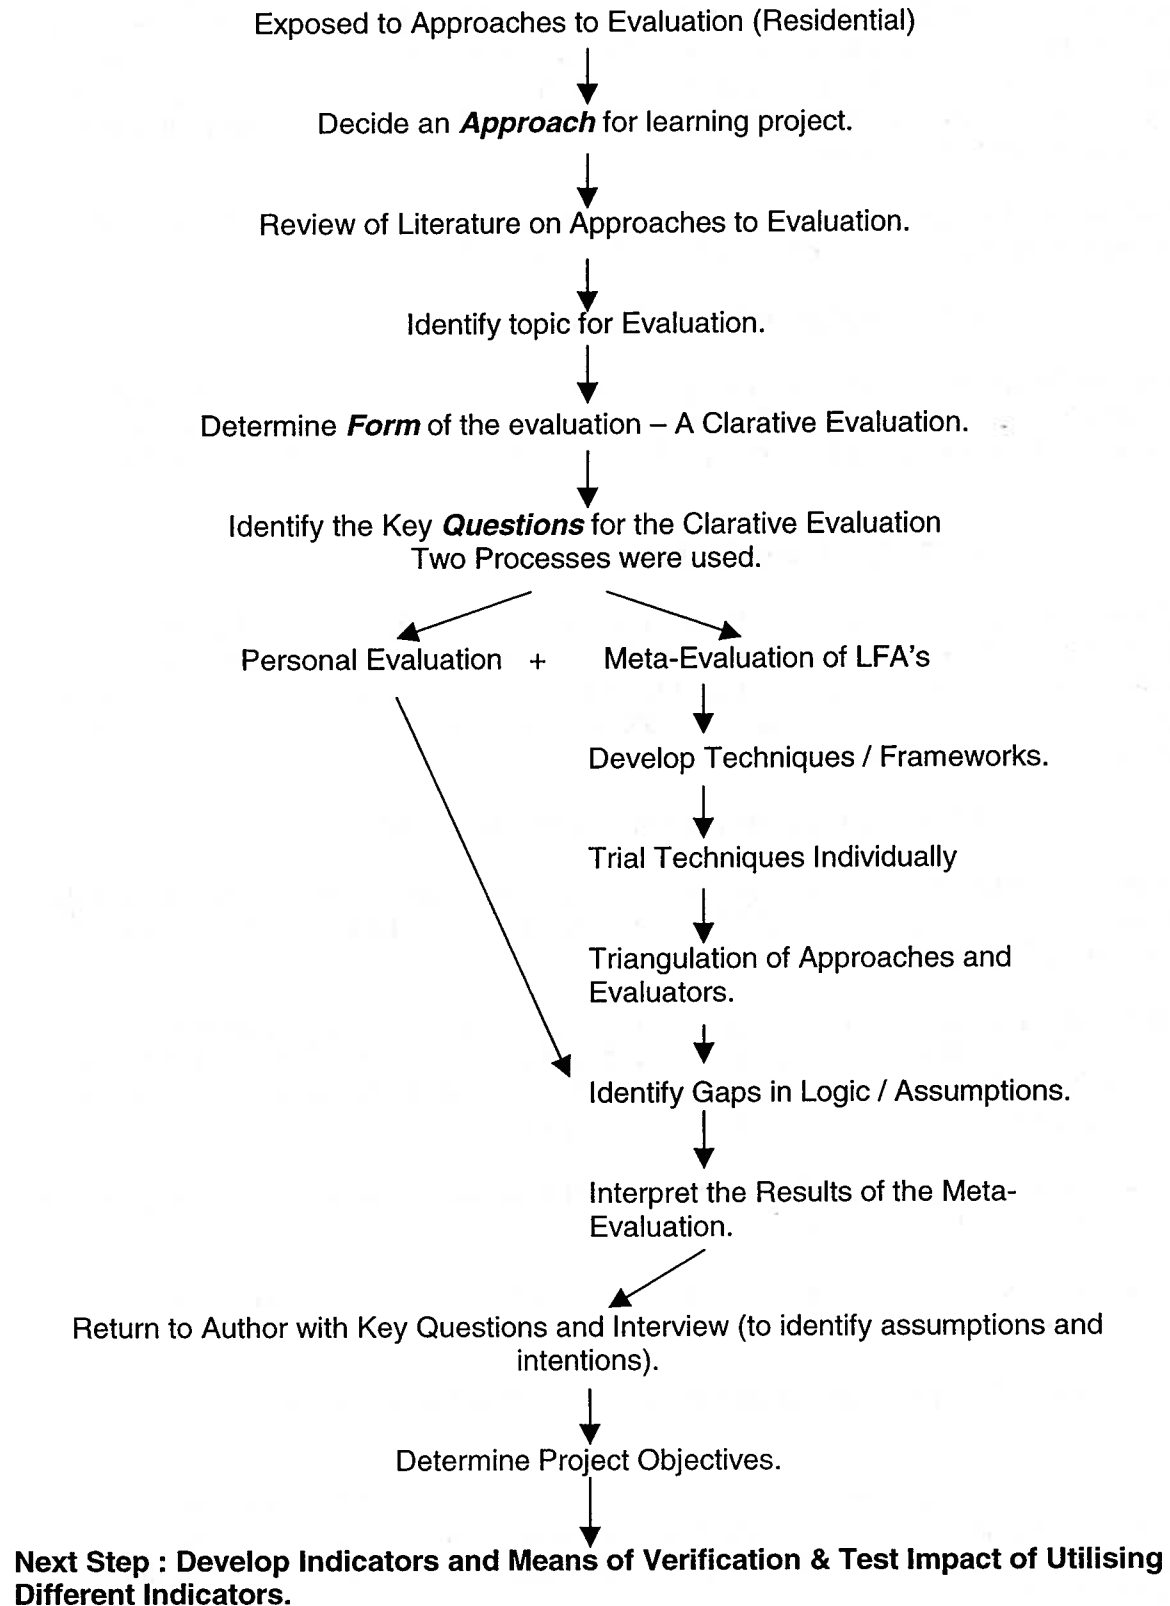 Exposed to Approaches to Evaluation (Residential)
Decide an Approach for learning project.
Review of Literature on Approaches to Evaluation.
Identify topic for Evaluation.
Determine Form of the evaluation – A Clarative Evaluation.
Identify the Key Questions for the Clarative Evaluation
Two Processes were used.
Personal Evaluation + Meta-Evaluation of LFA's
Develop Techniques / Frameworks.
Trial Techniques Individually
Triangulation of Approaches and
Evaluators.
Identify Gaps in Logic / Assumptions.
Interpret the Results of the Meta-
Evaluation.
Return to Author with Key Questions and Interview (to identify assumptions and
intentions).
Determine Project Objectives.
Next Step : Develop Indicators and Means of Verification & Test Impact of Utilising
Different Indicators.